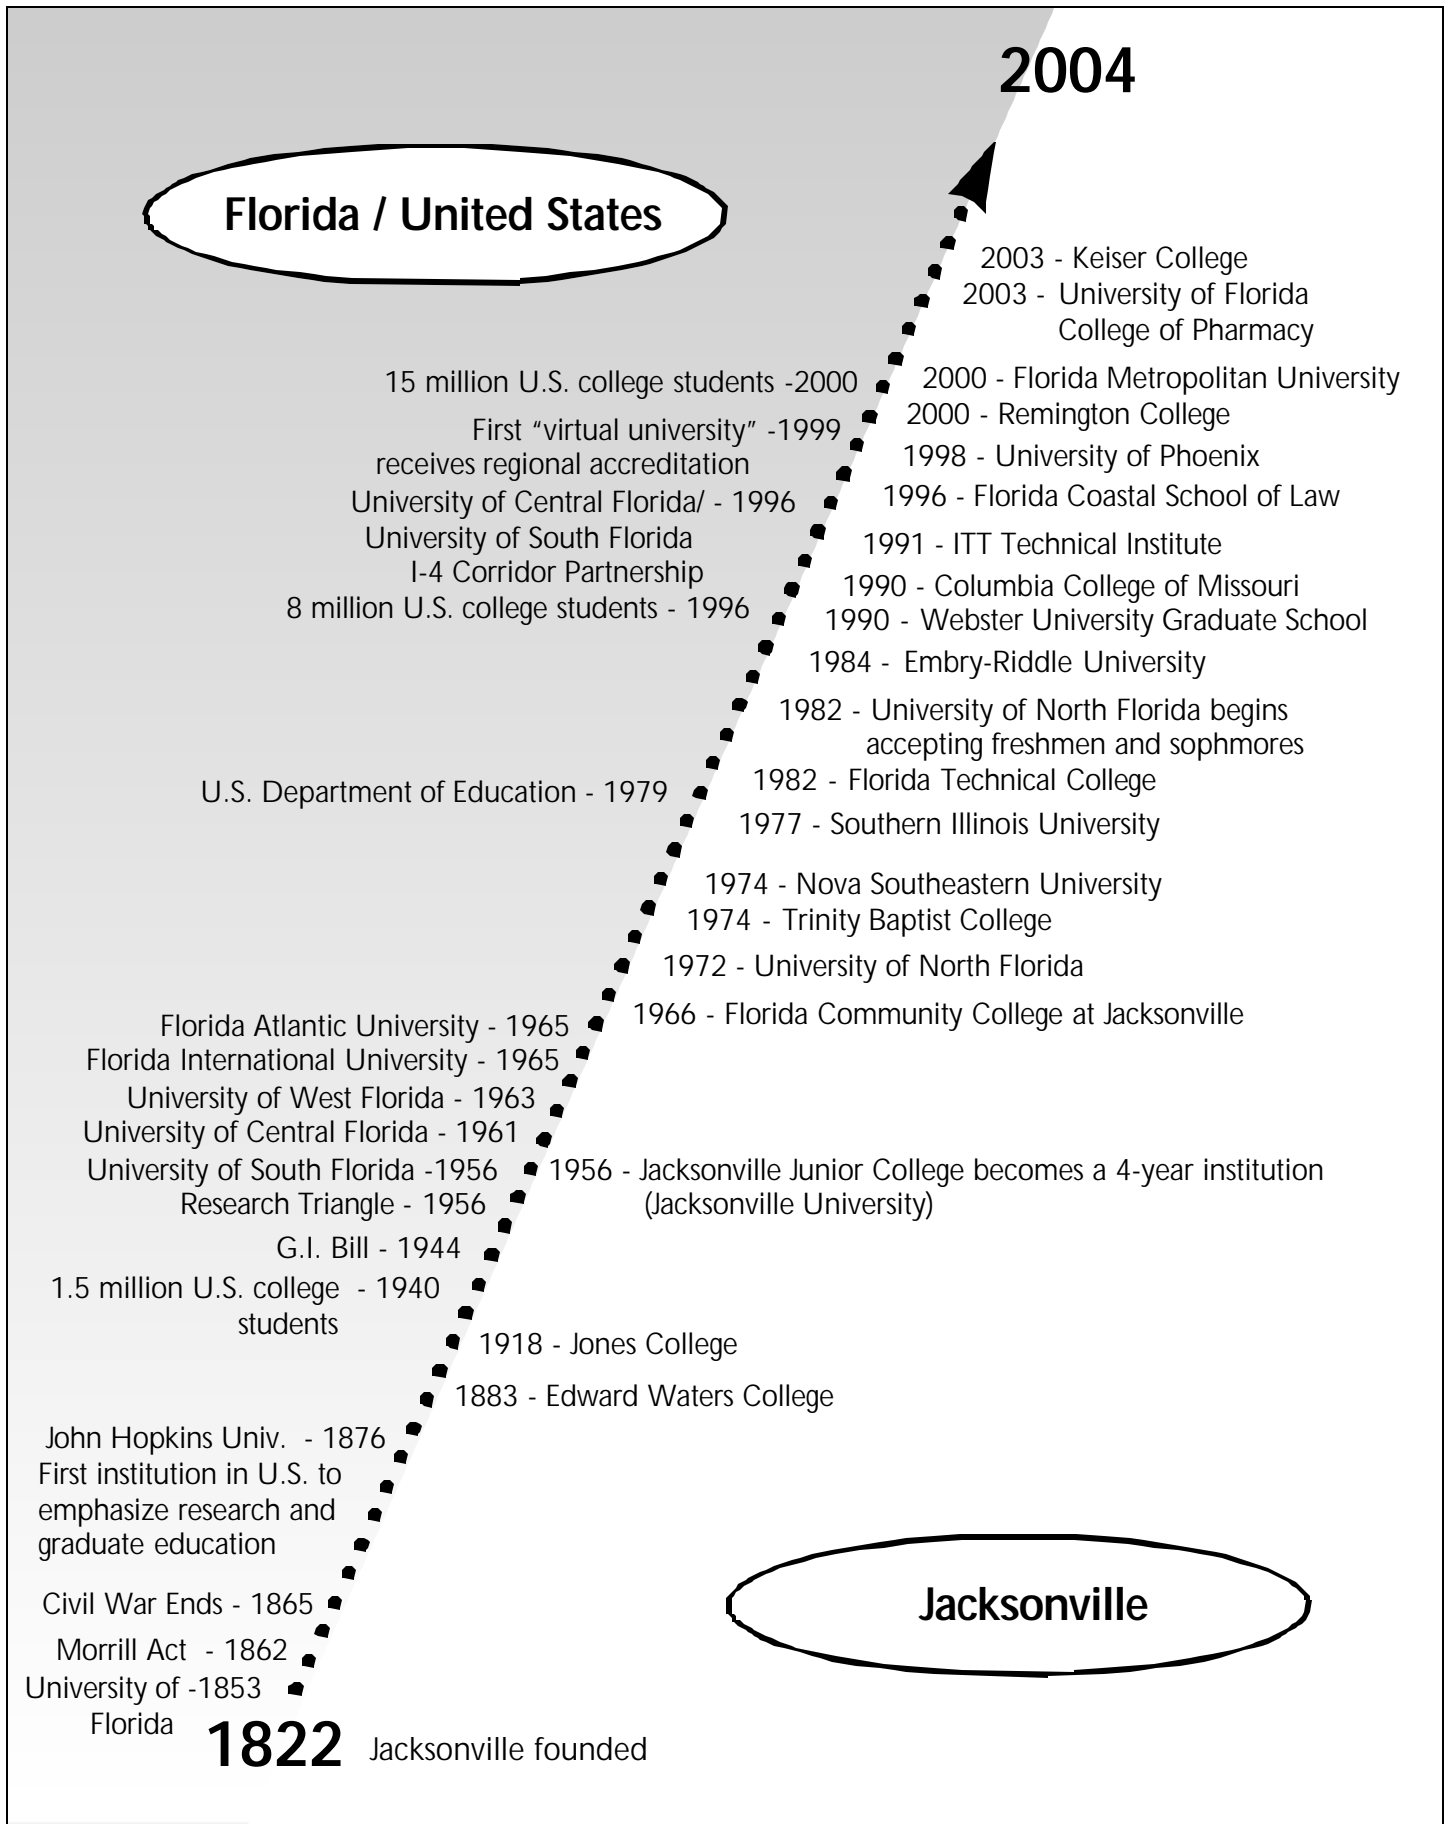 2004
Florida / United States
2003 - Keiser College
2003 - University of Florida
College of Pharmacy
15 million U.S. college students -2000
2000 - Florida Metropolitan University
2000 - Remington College
First “virtual university” -1999
receives regional accreditation
1998 - University of Phoenix
University of Central Florida/ - 1996
University of South Florida
I-4 Corridor Partnership
1996 - Florida Coastal School of Law
1991 - ITT Technical Institute
8 million U.S. college students - 1996
1990 - Columbia College of Missouri
1990 - Webster University Graduate School
1984 - Embry-Riddle University
1982 - University of North Florida begins
accepting freshmen and sophmores
1982 - Florida Technical College
U.S. Department of Education - 1979
1977 - Southern Illinois University
1974 - Nova Southeastern University
1974 - Trinity Baptist College
1972 - University of North Florida
1966 - Florida Community College at Jacksonville
Florida Atlantic University - 1965
Florida International University - 1965
University of West Florida - 1963
University of Central Florida - 1961
University of South Florida -1956
1956 - Jacksonville Junior College becomes a 4-year institution
(Jacksonville University)
Research Triangle - 1956
G.I. Bill - 1944
1.5 million U.S. college - 1940
students
1918 - Jones College
1883 - Edward Waters College
John Hopkins Univ. - 1876
First institution in U.S. to
emphasize research and
graduate education
Civil War Ends - 1865
Jacksonville
Morrill Act - 1862
University of -1853
Florida
1822 Jacksonville founded